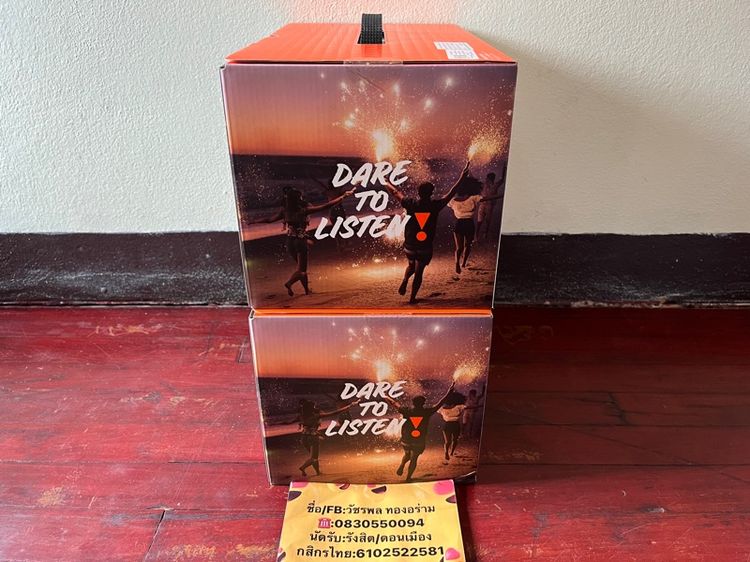 DARE
TO
LISTEN!
DARE
TO
LISTEN!
ชื่อ/FB:วัชรพล ทองอร่าม
☎:0830550094
นัดรับ:รังสิต/ดอนเมือง
กสิกรไทย:6102522581